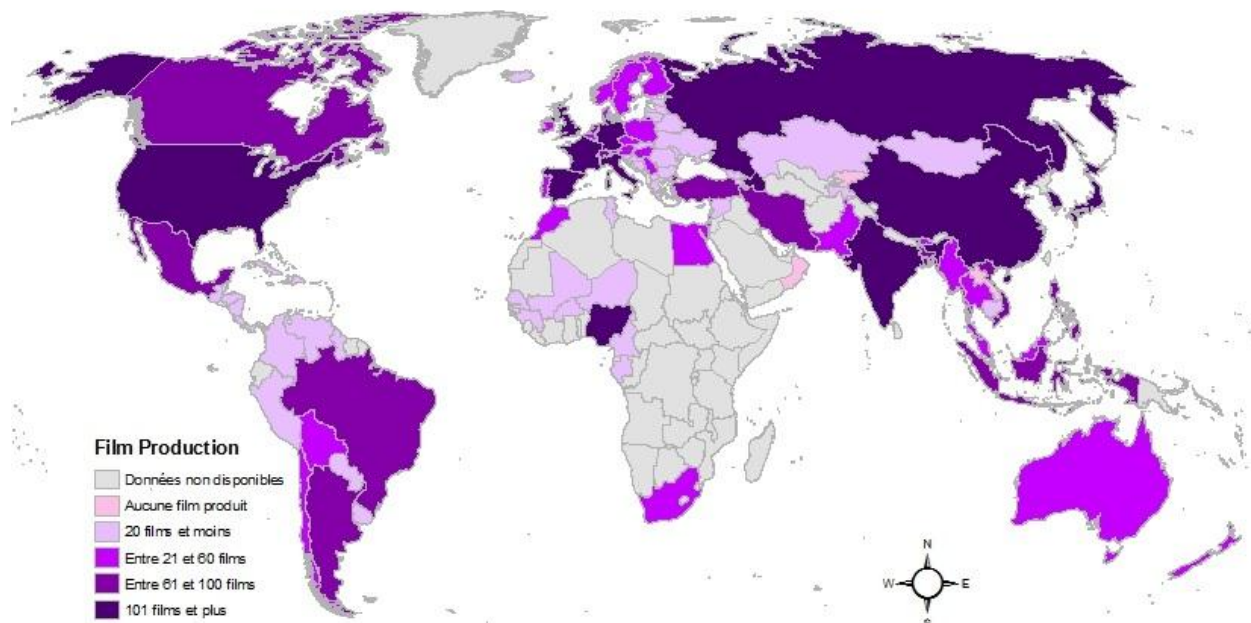 Film Production
Données non disponibles
Aucune film produit
20 films et moins
Entre 21 et 60 films
Entre 61 et 100 films
101 films et plus
N
W E
S